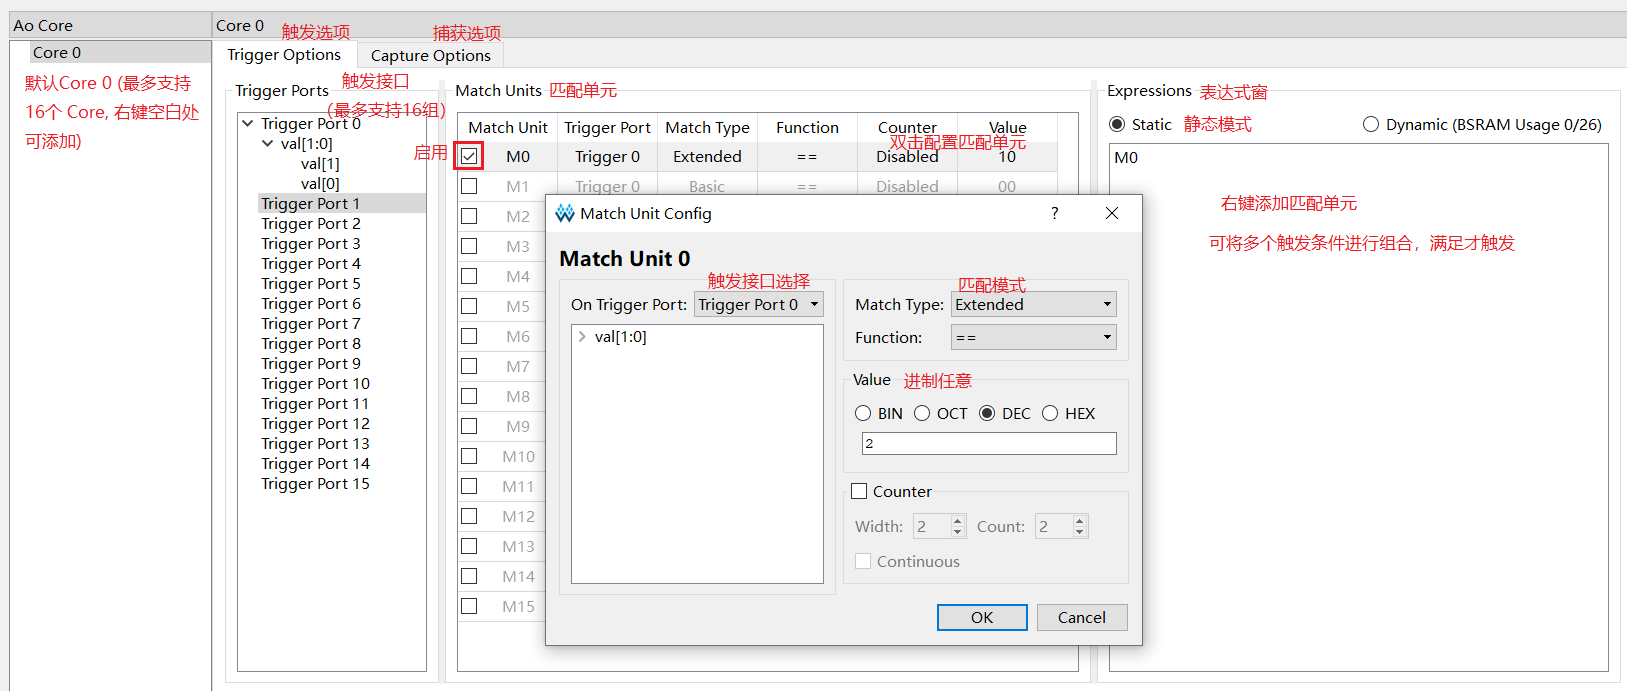 Ao Core
Core 0
默认Core 0 (最多支持
16个 Core, 右键空白处
可添加)
Core 0
触发选项
捕获选项
Trigger Options
Capture Options
Trigger Ports
触发接口
(最多支持16组)
Trigger Port 0
val[1:0]
val[1]
val[0]
Trigger Port 1
Trigger Port 2
Trigger Port 3
Trigger Port 4
Trigger Port 5
Trigger Port 6
Trigger Port 7
Trigger Port 8
Trigger Port 9
Trigger Port 10
Trigger Port 11
Trigger Port 12
Trigger Port 13
Trigger Port 14
Trigger Port 15
Match Units 匹配单元
Match Unit Trigger Port Match Type Function Counter Value
双击配置匹配单元
启用
M0 Trigger 0 Extended == Disabled 10
M1 Trigger 0 Basic == Disabled 00
M2
M3
M4
M5
M6
M7
M8
M9
M10
M11
M12
M13
M14
M15
Match Unit Config ?
Match Unit 0
触发接口选择
On Trigger Port: Trigger Port 0
val[1:0]
匹配模式
Match Type: Extended
Function: ==
Value 进制任意
BIN OCT DEC HEX
2
Counter
Width: 2 Count: 2
Continuous
OK Cancel
Expressions 表达式窗
Static 静态模式 Dynamic (BSRAM Usage 0/26)
M0
右键添加匹配单元
可将多个触发条件进行组合，满足才触发